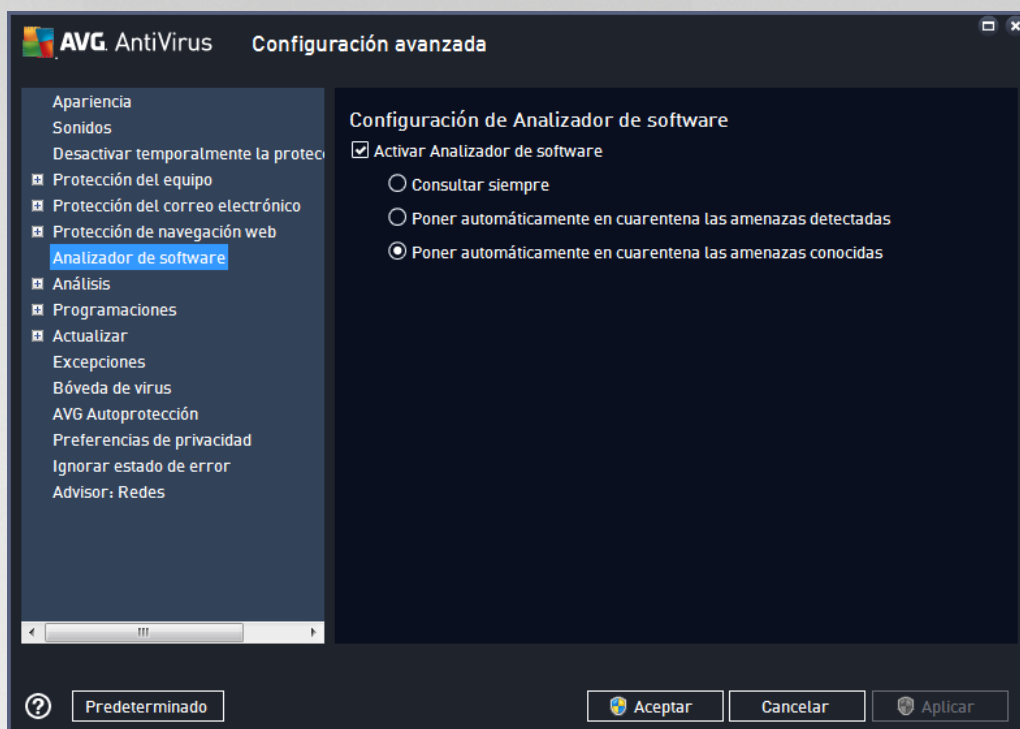 AVG. AntiVirus
Configuración avanzada
Apariencia
Sonidos
Desactivar temporalmente la protec
Protección del equipo
Protección del correo electrónico
Protección de navegación web
Analizador de software
Análisis
Programaciones
Actualizar
Excepciones
Bóveda de virus
AVG Autoprotección
Preferencias de privacidad
Ignorar estado de error
Advisor: Redes
Configuración de Analizador de software
Activar Analizador de software
Consultar siempre
Poner automáticamente en cuarentena las amenazas detectadas
Poner automáticamente en cuarentena las amenazas conocidas
Predeterminado
Aceptar
Cancelar
Aplicar